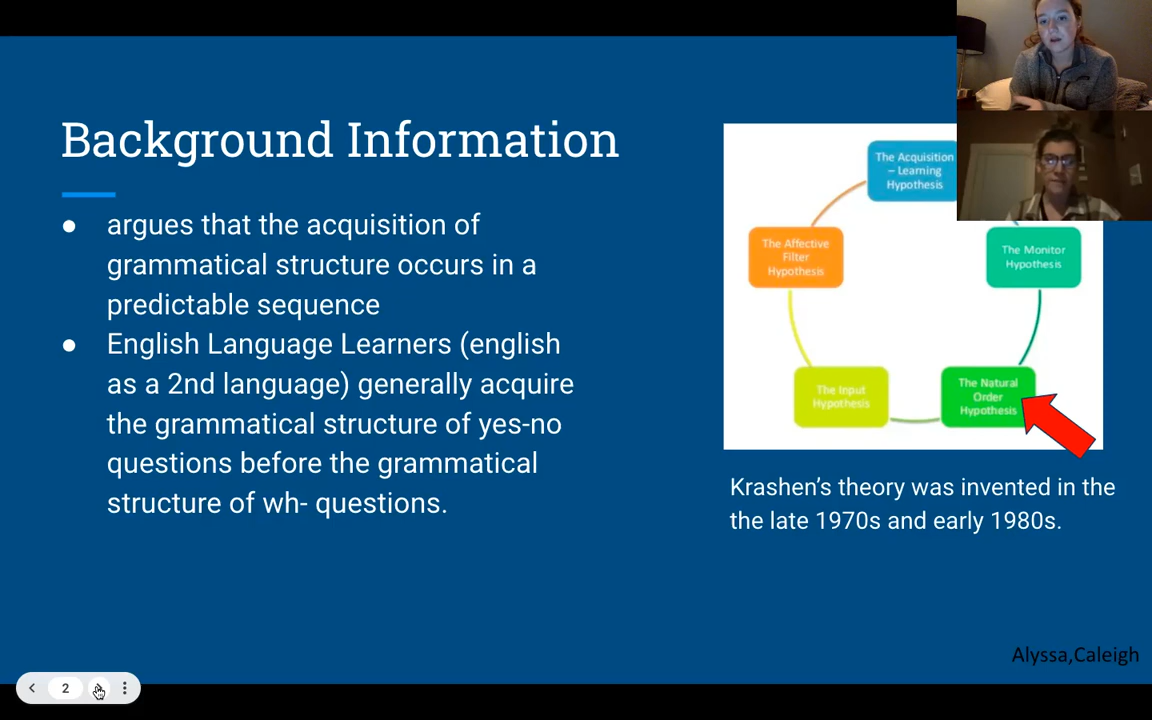 Background Information
● argues that the acquisition of
grammatical structure occurs in a
predictable sequence
● English Language Learners (english
as a 2nd language) generally acquire
the grammatical structure of yes-no
questions before the grammatical
structure of wh- questions.
The Acquisition
– Learning
Hypothesis
The Affective
Filter
Hypothesis
The Monitor
Hypothesis
The Input
Hypothesis
The Natural
Order
Hypothesis
Krashen’s theory was invented in the
the late 1970s and early 1980s.
Alyssa,Caleigh
2